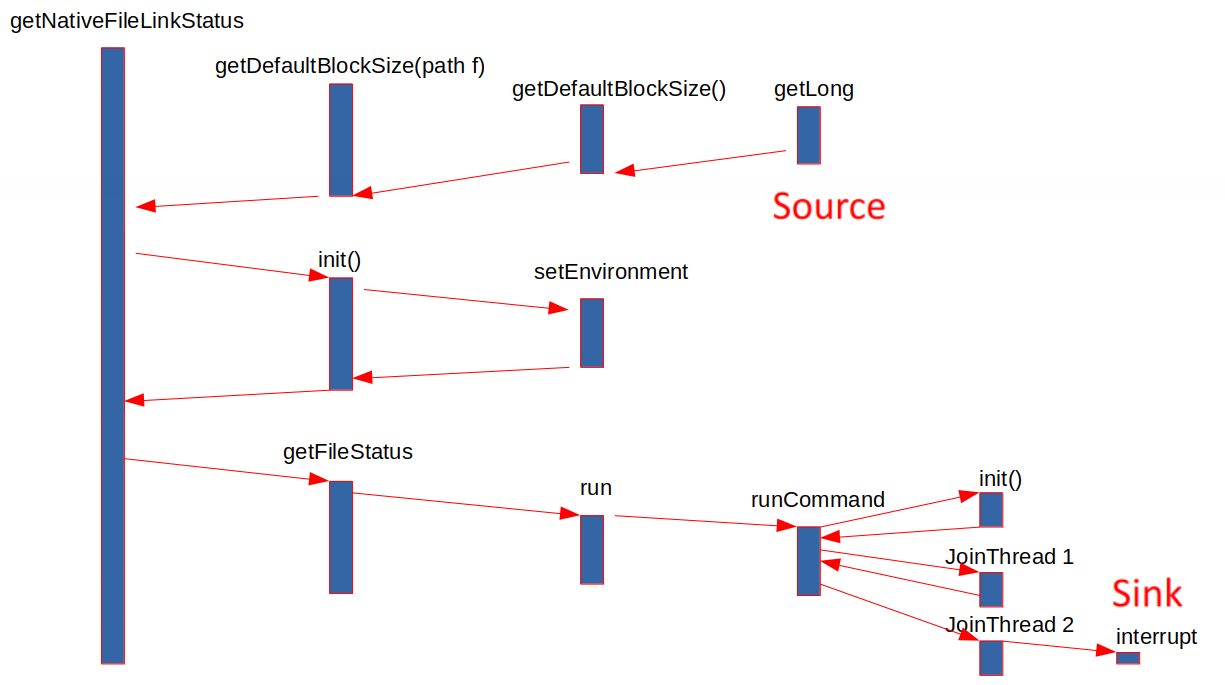 getNativeFileLinkStatus
getDefaultBlockSize(path f)
getDefaultBlockSize()
getLong
Source
init()
setEnvironment
getFileStatus
run
runCommand
init()
JoinThread 1
Sink
JoinThread 2
interrupt